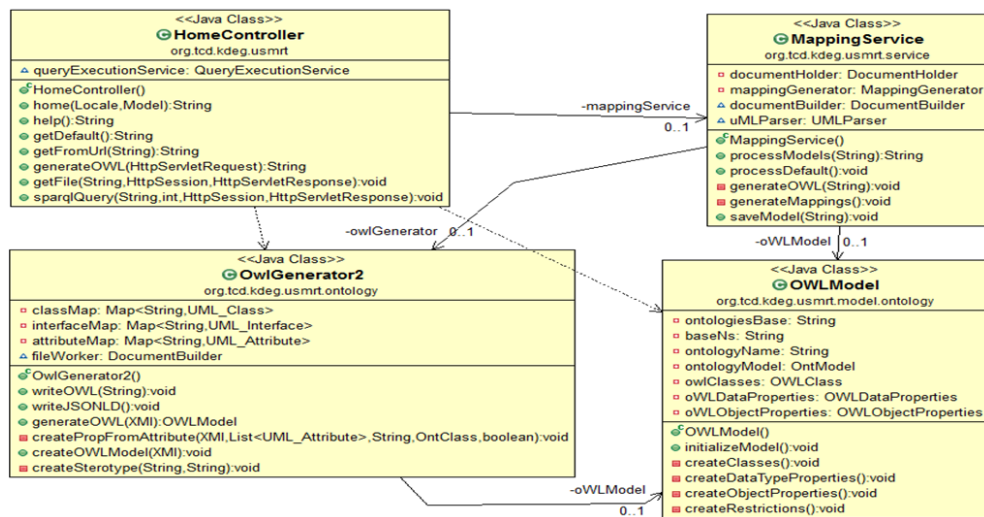 <<Java Class>>
HomeController
org.tcd.kdeg.usmrt
queryExecutionService: QueryExecutionService
HomeController()
home(Locale,Model):String
help():String
getDefault():String
getFromUrl(String):String
generateOWL(HttpServletRequest):String
getFile(String,HttpSession,HttpServletResponse):void
sparqlQuery(String,int,HttpSession,HttpServletResponse):void
-mappingService
0..1
<<Java Class>>
MappingService
org.tcd.kdeg.usmrt.service
documentHolder: DocumentHolder
mappingGenerator: MappingGenerator
documentBuilder: DocumentBuilder
uMLParser: UMLParser
MappingService()
processModels(String):String
processDefault():void
generateOWL(String):void
generateMappings():void
saveModel(String):void
-owlGenerator 0..1
-oWLModel 0..1
<<Java Class>>
OwlGenerator2
org.tcd.kdeg.usmrt.ontology
classMap: Map<String,UML_Class>
interfaceMap: Map<String,UML_Interface>
attributeMap: Map<String,UML_Attribute>
fileWorker: DocumentBuilder
OwlGenerator2()
writeOWL(String):void
writeJSONLD():void
generateOWL(XMI):OWLModel
createPropFromAttribute(XMI,List<UML_Attribute>,String,OntClass,boolean):void
createOWLModel(XMI):void
createSterotype(String,String):void
-oWLModel
0..1
<<Java Class>>
OWLModel
org.tcd.kdeg.usmrt.model.ontology
ontologiesBase: String
baseNs: String
ontologyName: String
ontologyModel: OntModel
owlClasses: OWLClass
oWLDataProperties: OWLDataProperties
oWLObjectProperties: OWLObjectProperties
OWLModel()
initializeModel():void
createClasses():void
createDataTypeProperties():void
createObjectProperties():void
createRestrictions():void